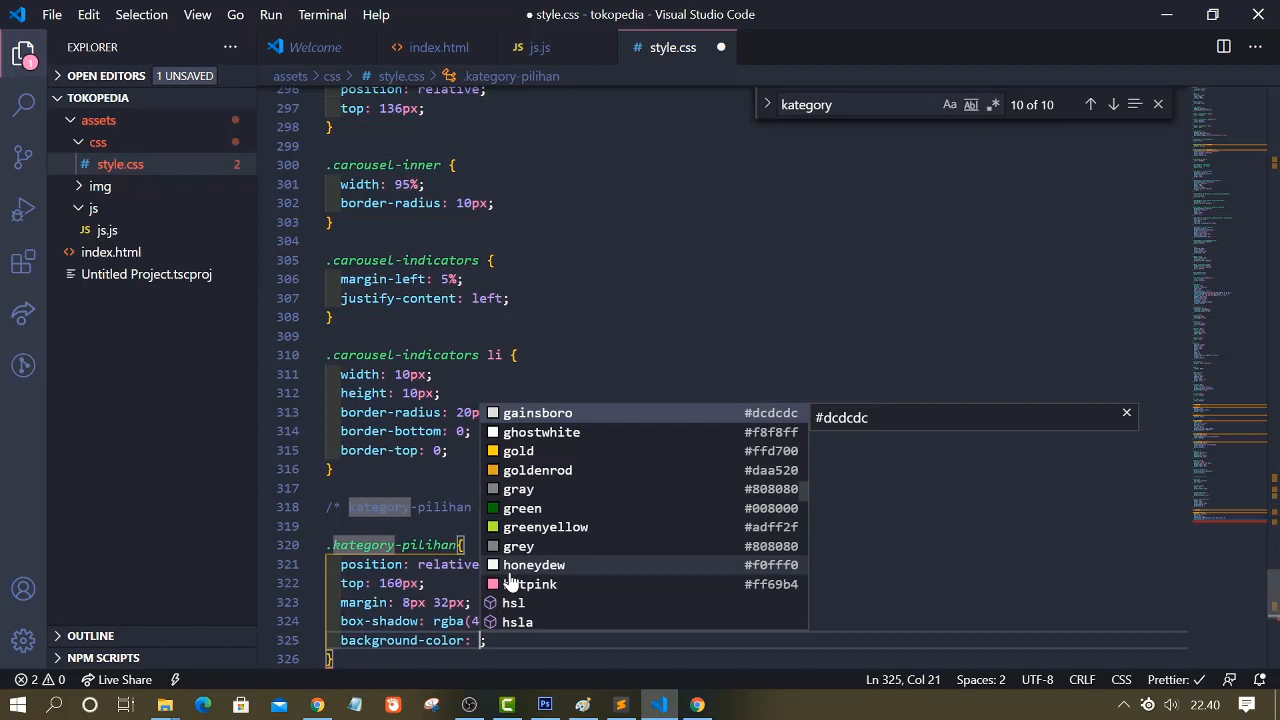 File Edit Selection View Go Run Terminal Help
● style.css - tokopedia - Visual Studio Code
EXPLORER
Welcome
index.html
js.js
# style.css
OPEN EDITORS 1 UNSAVED
assets > css > # style.css > .kategory-pilihan
TOKOPEDIA
assets
css
# style.css 2
img
js
js.js
index.html
Untitled Project.tscproj
OUTLINE
NPM SCRIPTS
kategory Aa Ab 10 of 10
296 position: relative;
297 top: 136px;
298 }
299
300 .carousel-inner {
301 width: 95%;
302 border-radius: 10px;
303 }
304
305 .carousel-indicators {
306 margin-left: 5%;
307 justify-content: left;
308 }
309
310 .carousel-indicators li {
311 width: 10px;
312 height: 10px;
313 border-radius: 20p
314 border-bottom: 0;
315 border-top: 0;
316 }
317
318 /* kategory-pilihan
319
320 .kategory-pilihan{
321 position: relative
322 top: 160px;
323 margin: 8px 32px;
324 box-shadow: rgba(4
325 background-color: ;
326 }
gainsboro #dcdcdc
ghostwhite #f8f8ff
gold #ffd700
goldenrod #daa520
gray #808080
green #008000
greenyellow #adff2f
grey #808080
honeydew #f0fff0
hotpink #ff69b4
hsl
hsla
#dcdcdc
1
2 0 Live Share
Ln 325, Col 21 Spaces: 2 UTF-8 CRLF CSS Prettier: ✓
22.40